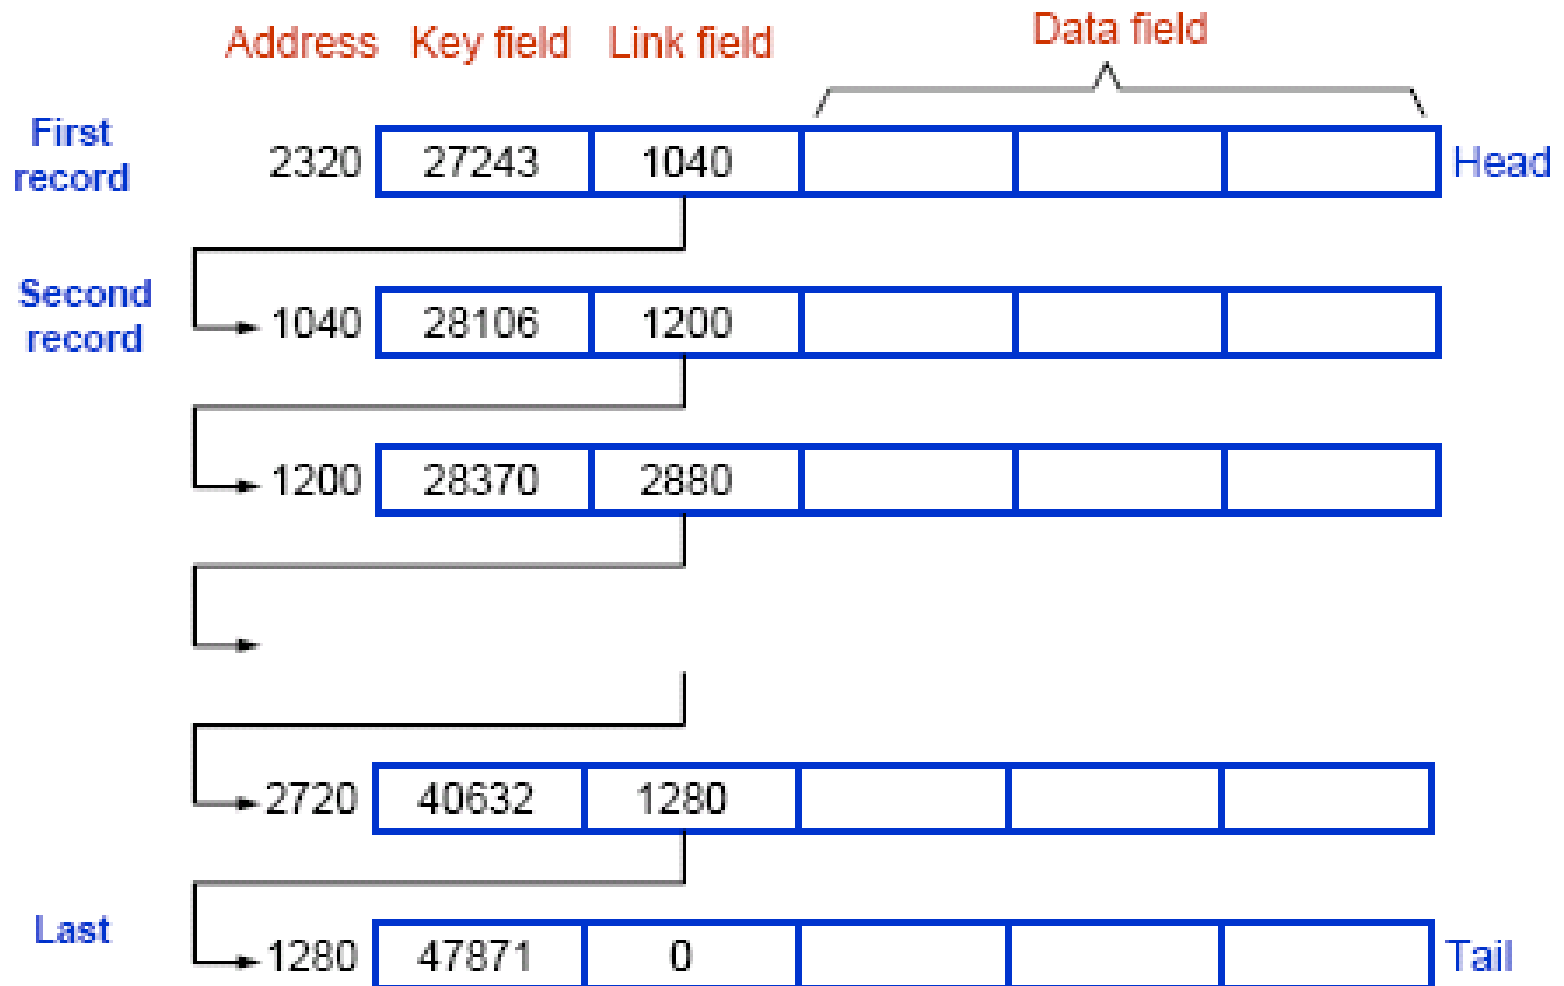 Address Key field Link field Data field
First record 2320 27243 1040 Head
Second record 1040 28106 1200
1200 28370 2880
2720 40632 1280
Last 1280 47871 0 Tail